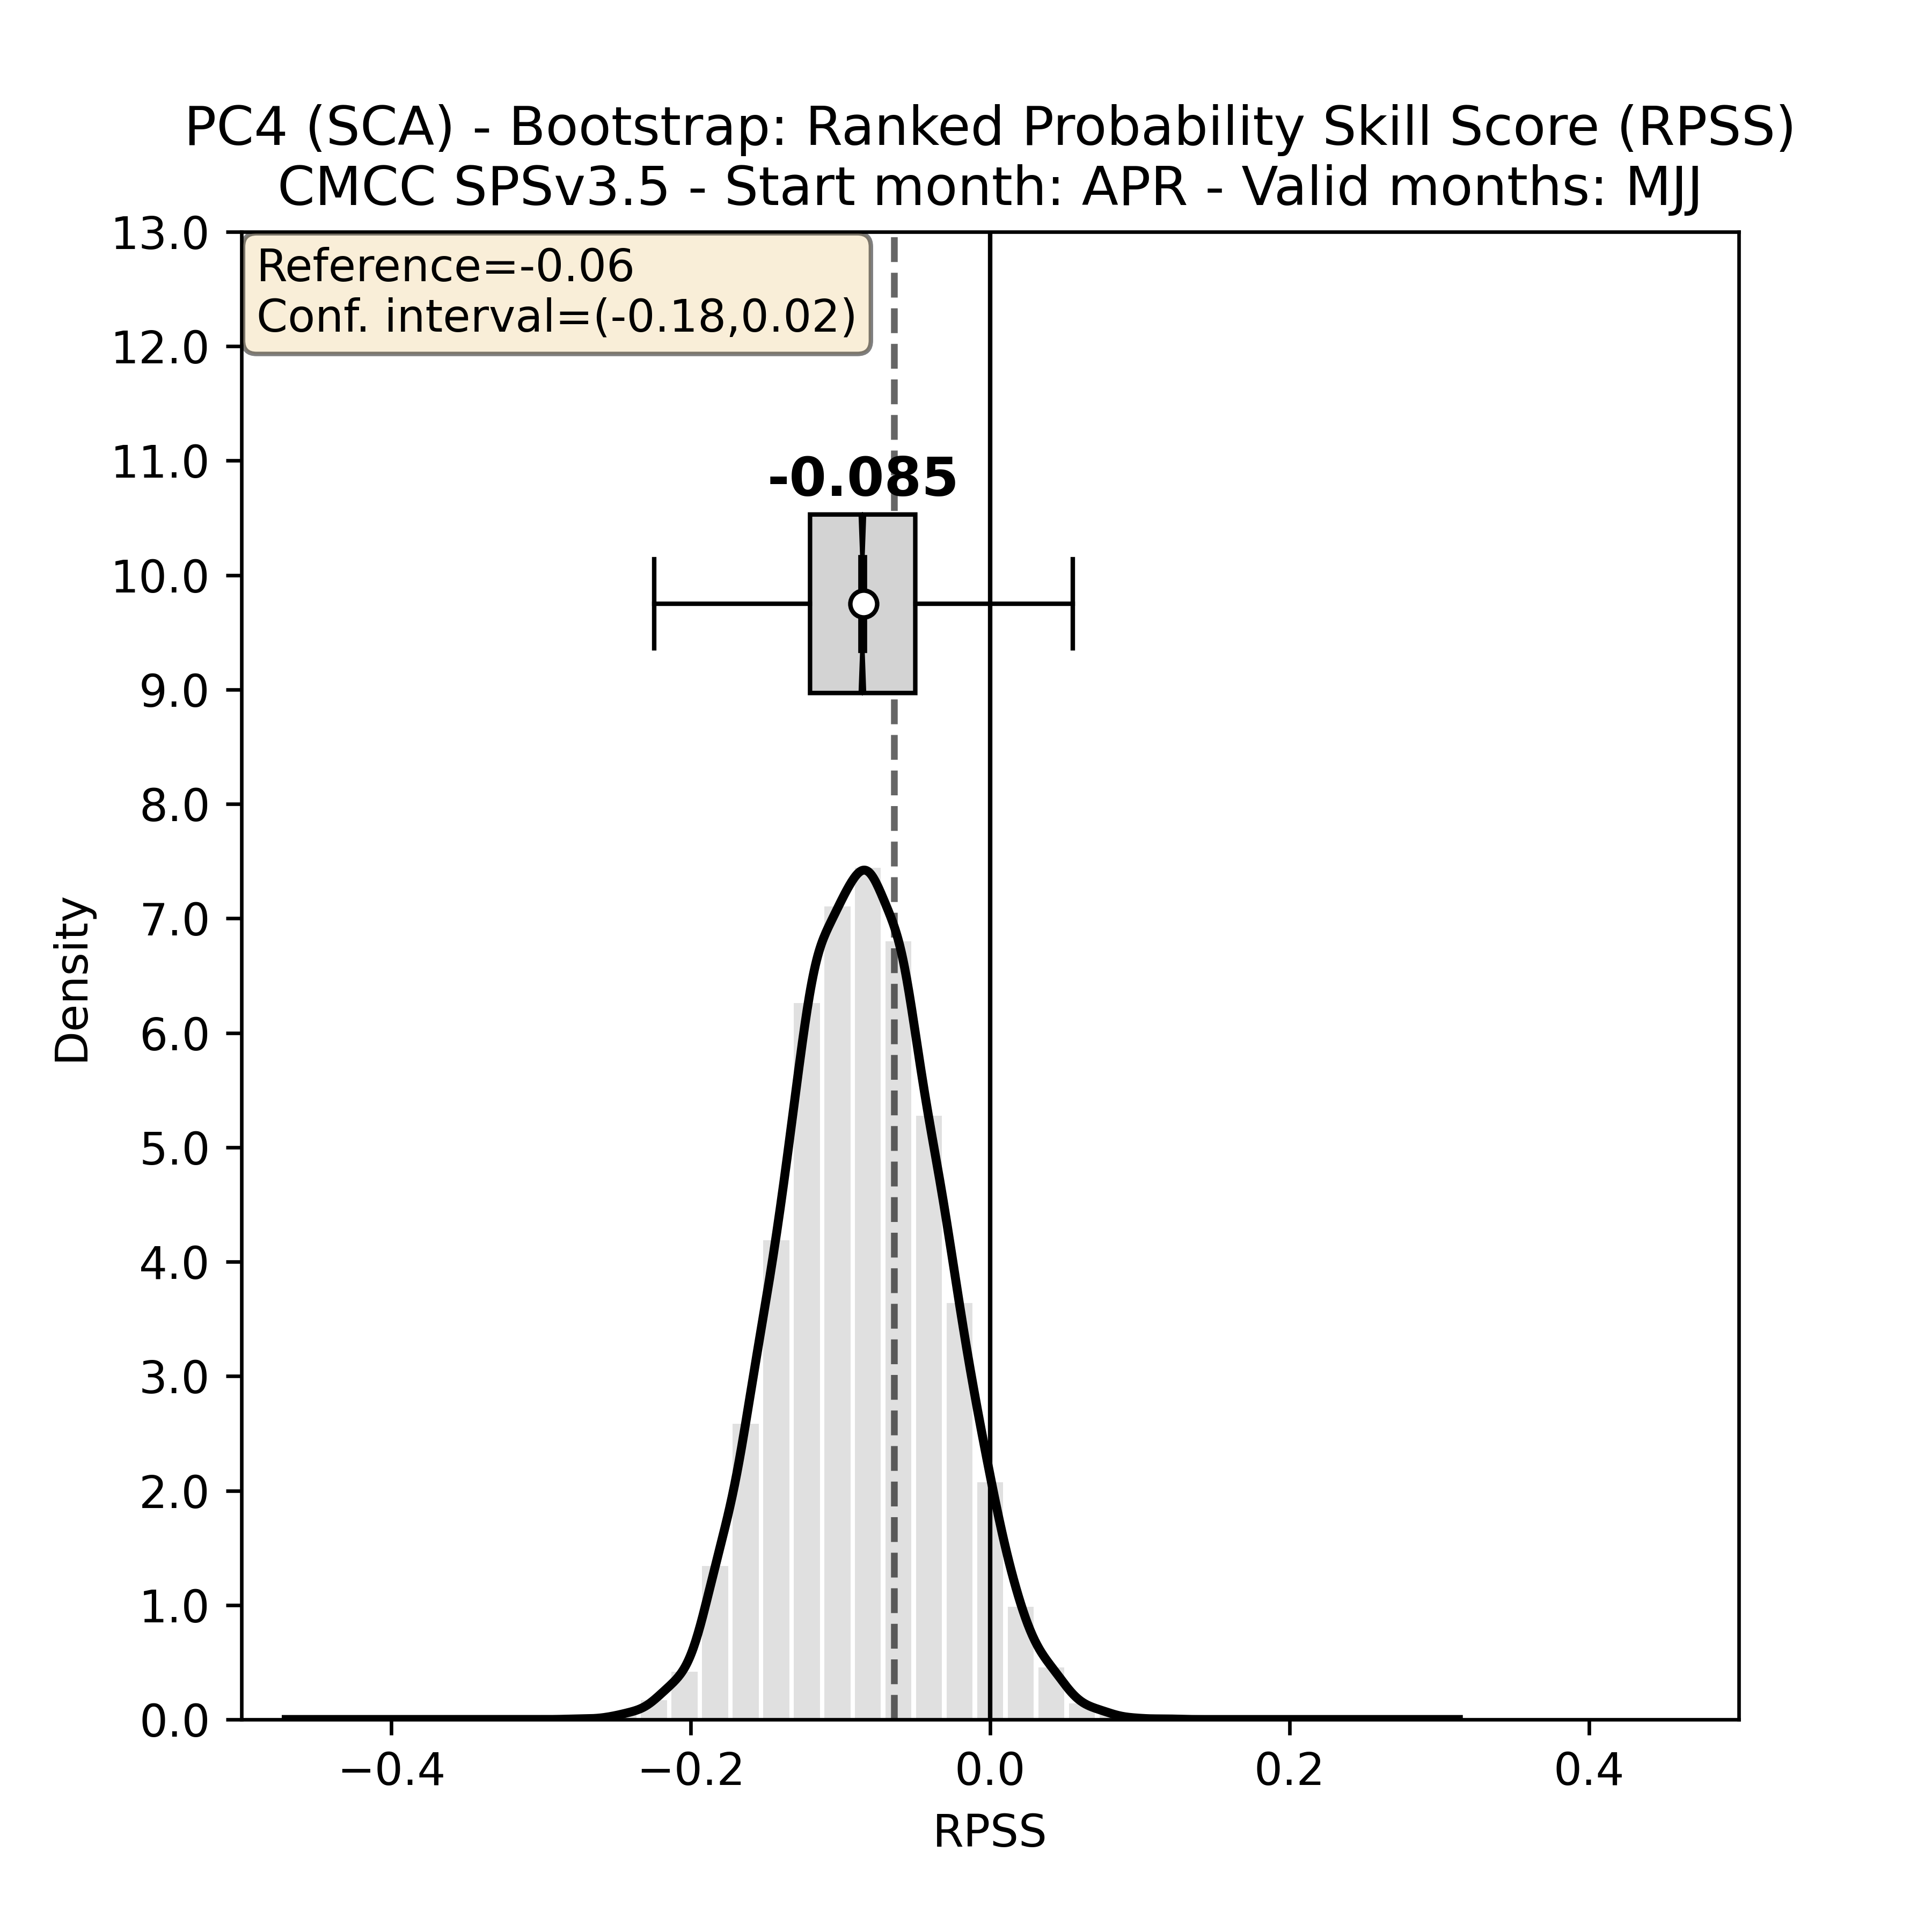 PC4 (SCA) - Bootstrap: Ranked Probability Skill Score (RPSS)
CMCC SPSv3.5 - Start month: APR - Valid months: MJJ
13.0
Reference=-0.06
Conf. interval=(-0.18,0.02)
12.0
11.0
-0.085
10.0
9.0
8.0
7.0
6.0
5.0
4.0
3.0
2.0
1.0
0.0
Density
−0.4 −0.2 0.0 0.2 0.4
RPSS